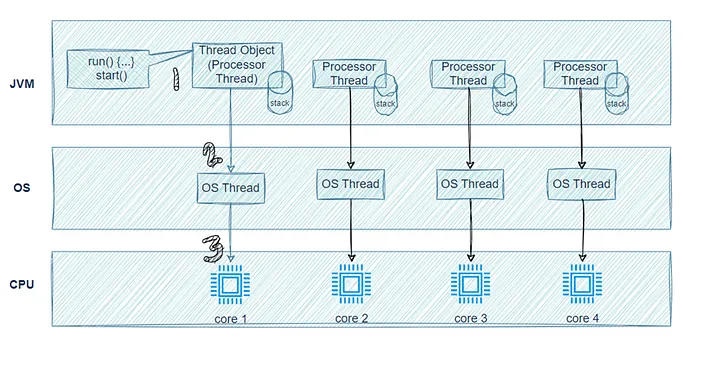 run() {...}
start()
Thread Object
(Processor
Thread)
stack
1
Processor
Thread
stack
Processor
Thread
stack
Processor
Thread
stack
JVM
2
OS
OS Thread
OS Thread
OS Thread
OS Thread
3
CPU
core 1
core 2
core 3
core 4